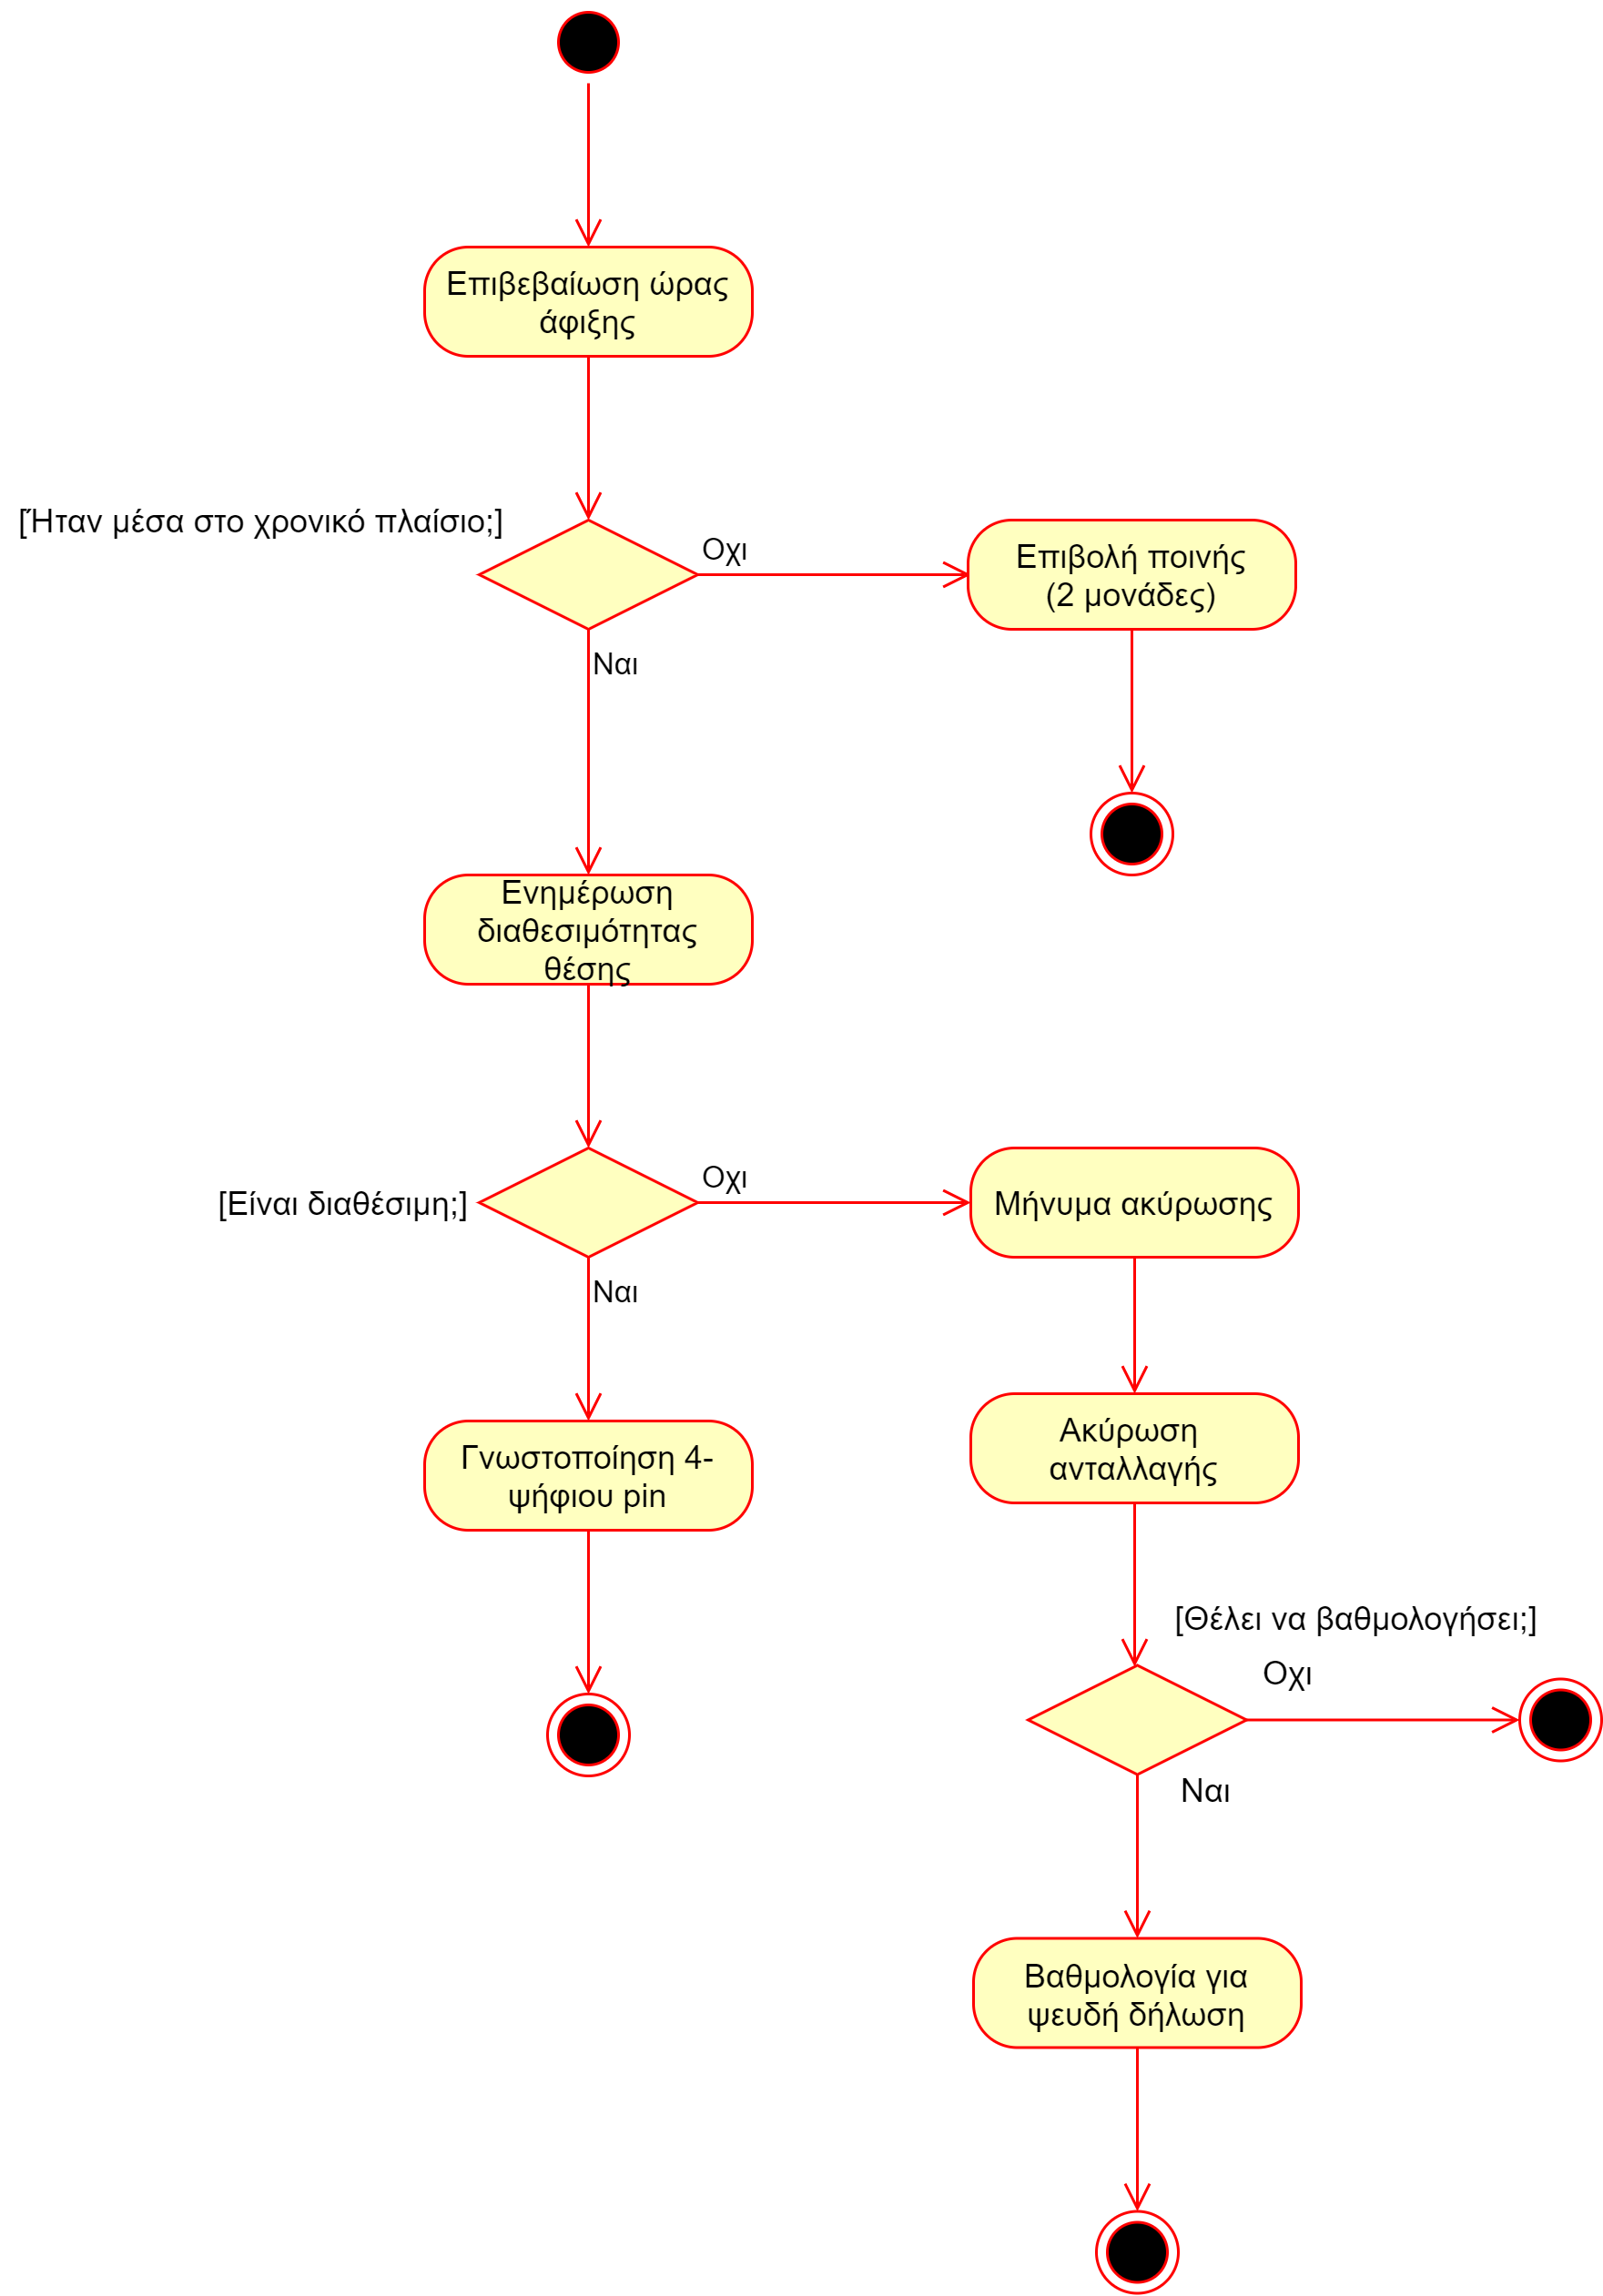 Επιβεβαίωση ώρας
άφιξης
[Ήταν μέσα στο χρονικό πλαίσιο;]
Οχι
Επιβολή ποινής
(2 μονάδες)
Ναι
Ενημέρωση
διαθεσιμότητας
θέσης
[Είναι διαθέσιμη;]
Οχι
Μήνυμα ακύρωσης
Ναι
Γνωστοποίηση 4-
ψήφιου pin
Ακύρωση
ανταλλαγής
[Θέλει να βαθμολογήσει;]
Οχι
Ναι
Βαθμολογία για
ψευδή δήλωση